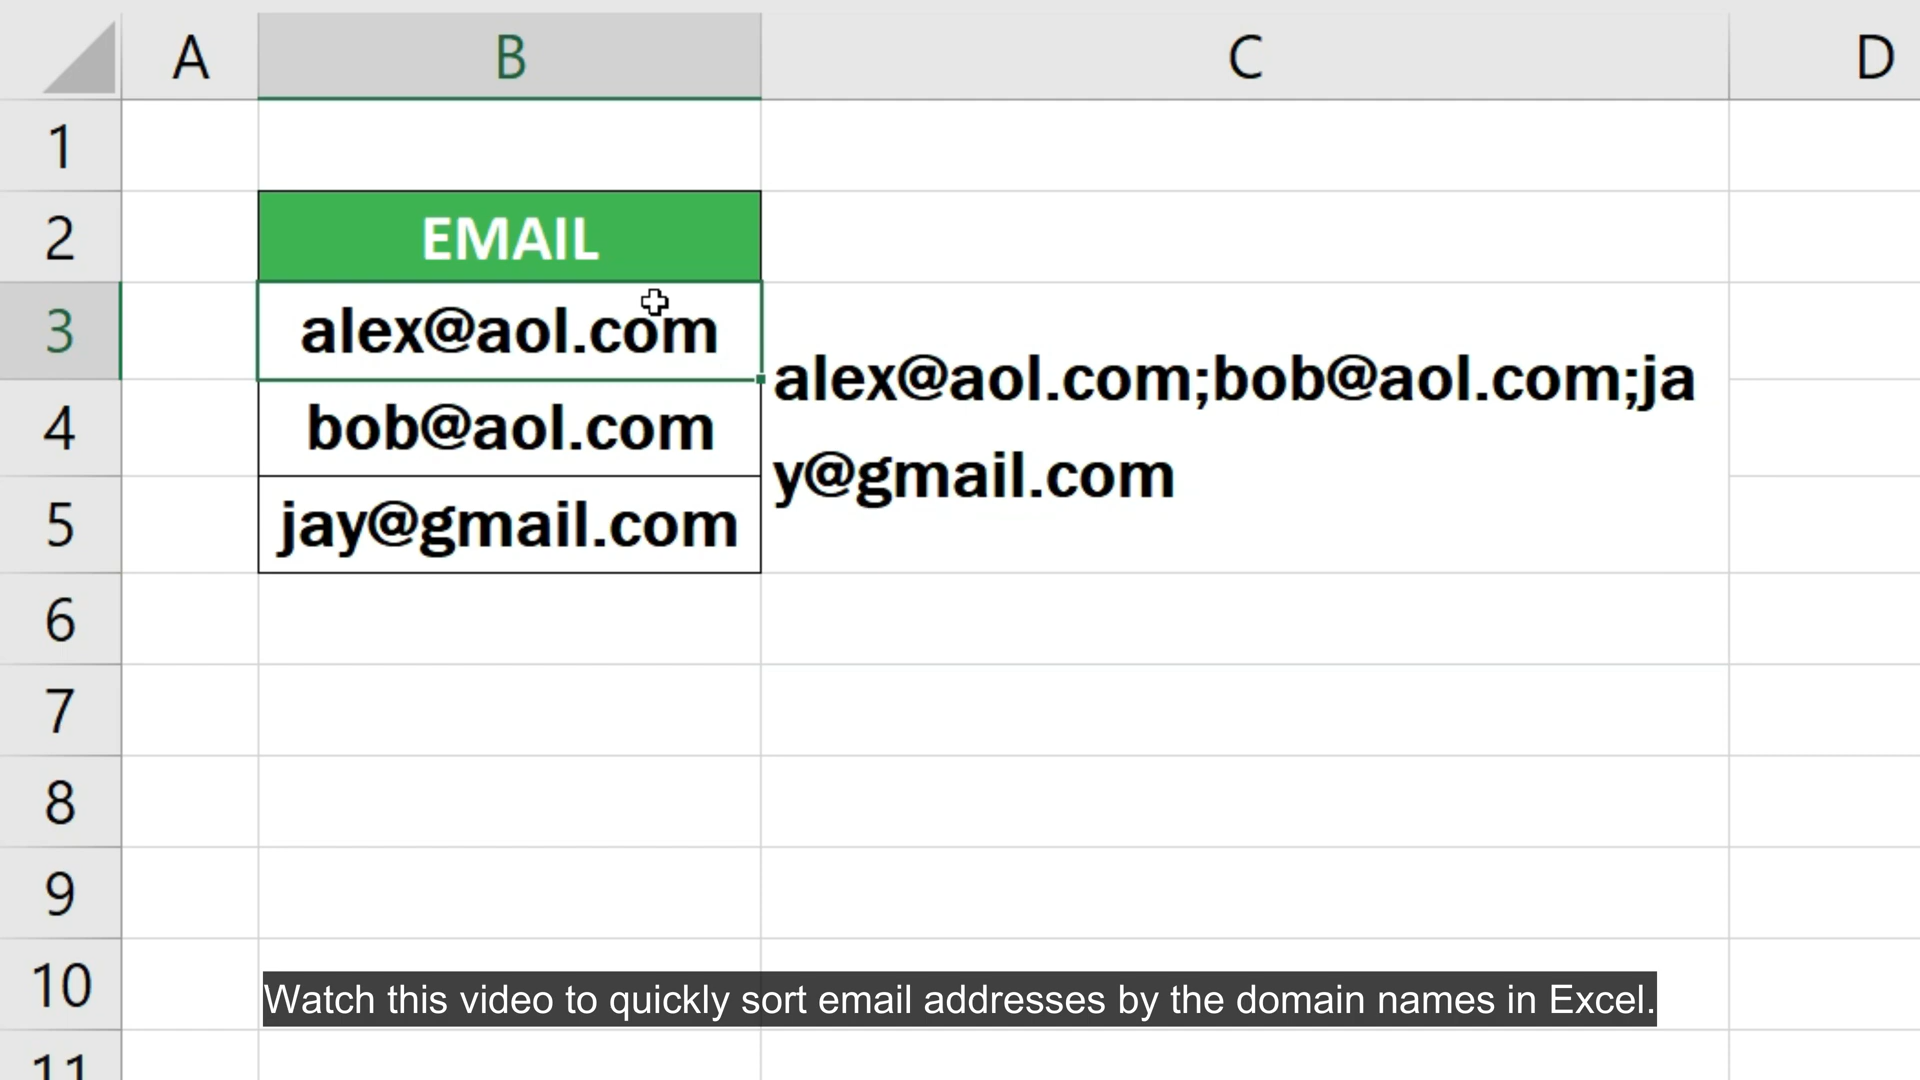 A B C D
1
2 EMAIL
3 alex@aol.com
alex@aol.com;bob@aol.com;ja
4 bob@aol.com
y@gmail.com
5 jay@gmail.com
6
7
8
9
10
Watch this video to quickly sort email addresses by the domain names in Excel.
11